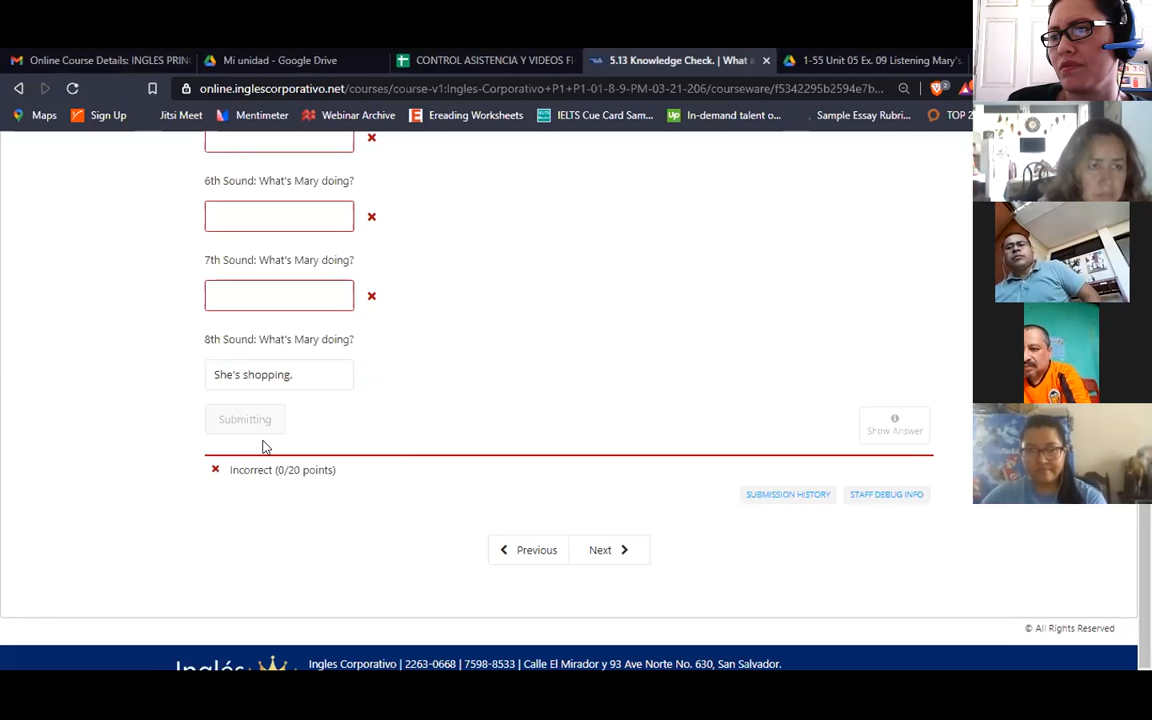 Online Course Details: INGLES PRIN
Mi unidad - Google Drive
CONTROL ASISTENCIA Y VIDEOS FI
5.13 Knowledge Check. | What a
1-55 Unit 05 Ex. 09 Listening Mary's
online.inglescorporativo.net/courses/course-v1:Ingles-Corporativo+P1+P1-01-8-9-PM-03-21-206/courseware/f5342295b2594e7b...
Maps
Sign Up
Jitsi Meet
Mentimeter
Webinar Archive
Ereading Worksheets
IELTS Cue Card Sam...
In-demand talent o...
Sample Essay Rubri...
TOP 2
6th Sound: What's Mary doing?
7th Sound: What's Mary doing?
8th Sound: What's Mary doing?
She's shopping.
Submitting
Show Answer
Incorrect (0/20 points)
SUBMISSION HISTORY
STAFF DEBUG INFO
Previous
Next
© All Rights Reserved
Inglés
Ingles Corporativo | 2263-0668 | 7598-8533 | Calle El Mirador y 93 Ave Norte No. 630, San Salvador.